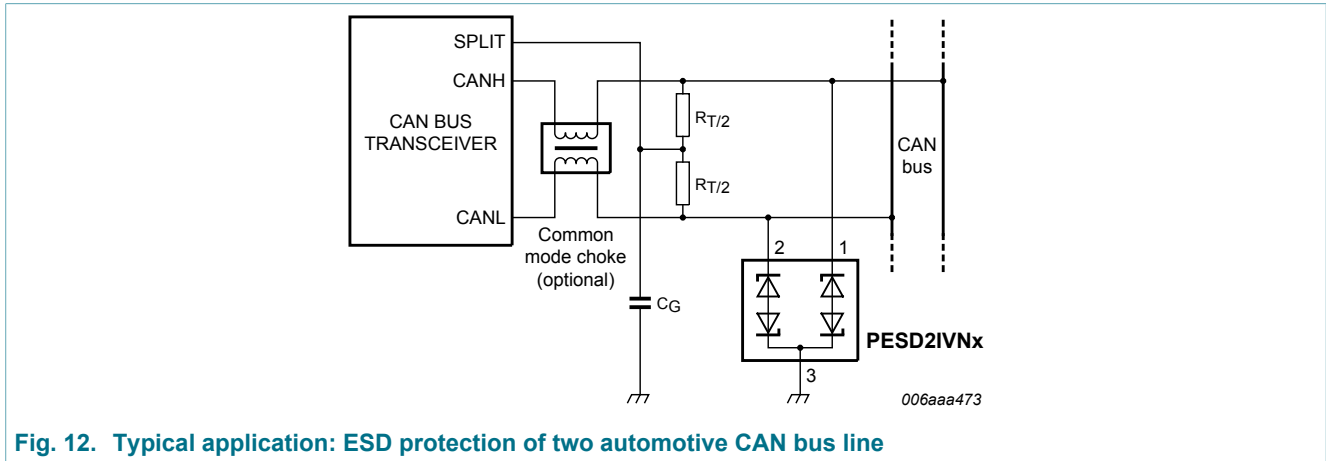 SPLIT
CANH
CAN BUS
TRANSCEIVER
CANL
Common
mode choke
(optional)
RT/2
RT/2
CG
CAN
bus
2
1
PESD2IVNx
3
006aaa473
Fig. 12. Typical application: ESD protection of two automotive CAN bus line